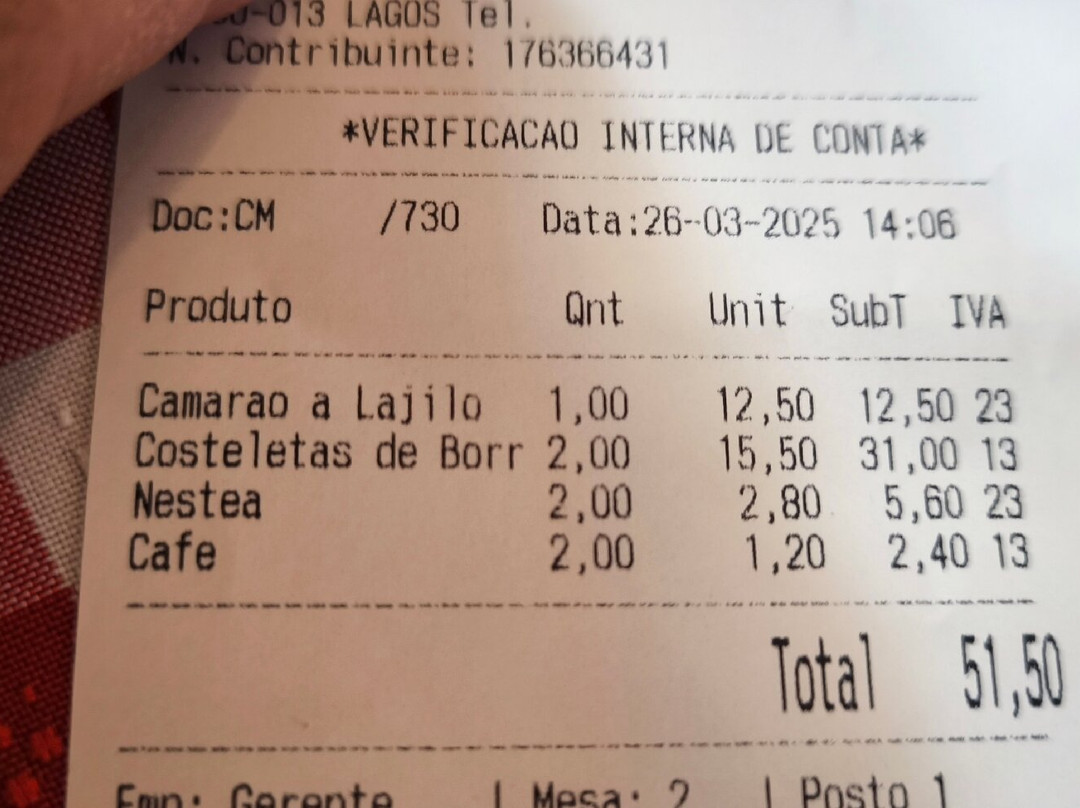 -013 LAGOS Tel.
N. Contribuinte: 176366431
*VERIFICACAO INTERNA DE CONTA*
Doc:CM /730 Data:26-03-2025 14:06
Produto Qnt Unit SubT IVA
Camarao a Lajilo 1,00 12,50 12,50 23
Costeletas de Borr 2,00 15,50 31,00 13
Nestea 2,00 2,80 5,60 23
Cafe 2,00 1,20 2,40 13
Total 51,50
Emp: Gerente | Mesa: 2 | Posto 1